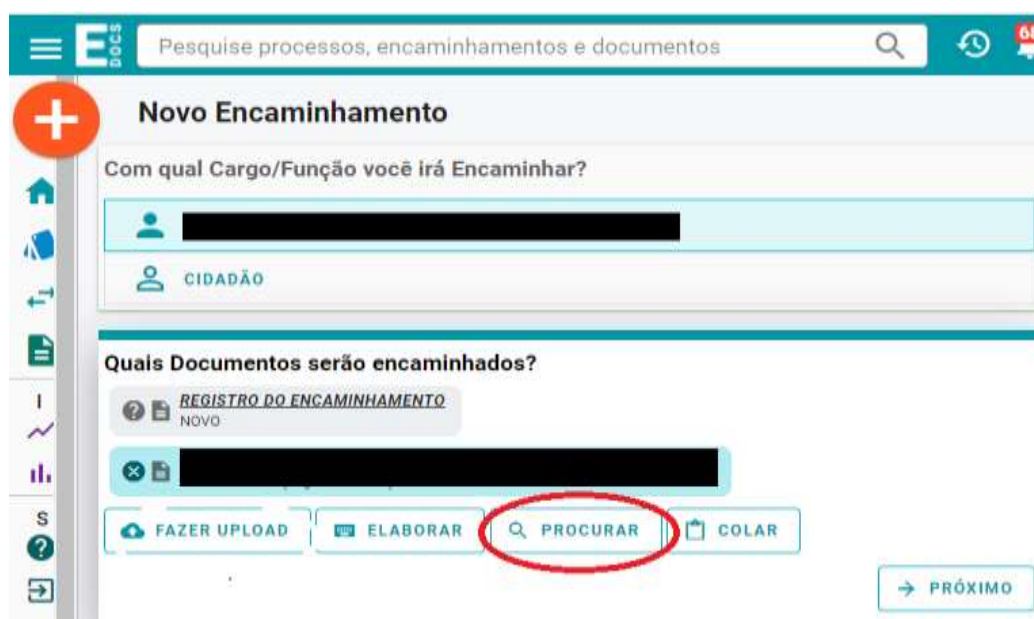 E DOCS Pesquise processos, encaminhamentos e documentos
Novo Encaminhamento
Com qual Cargo/Função você irá Encaminhar?
CIDADÃO
Quais Documentos serão encaminhados?
REGISTRO DO ENCAMINHAMENTO
NOVO
I
S
FAZER UPLOAD ELABORAR PROCURAR COLAR
PRÓXIMO